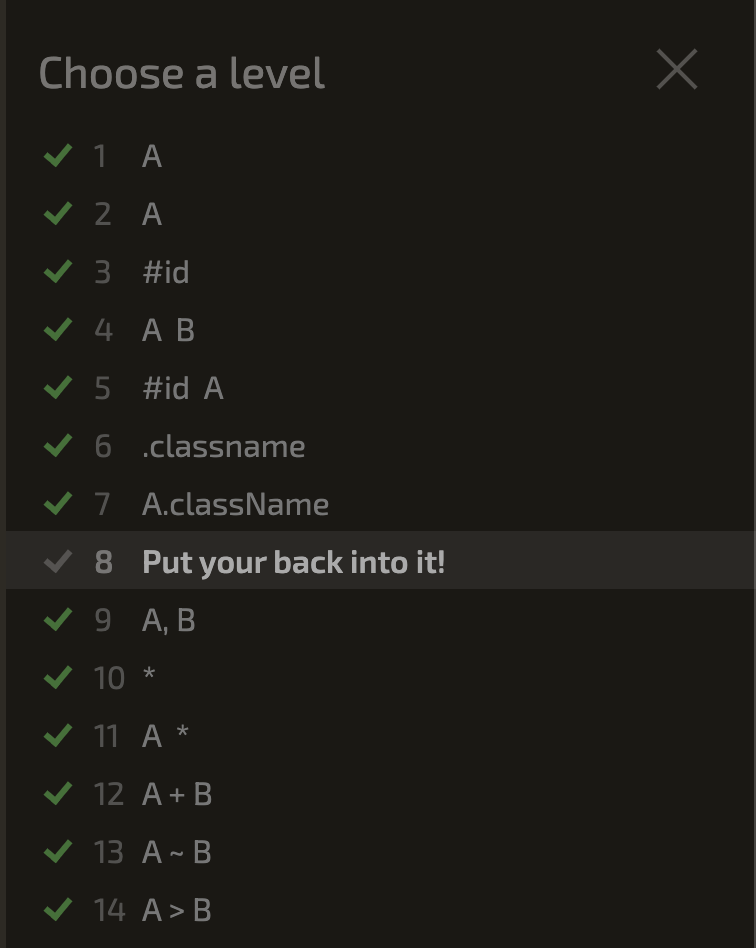 Choose a level
1 A
2 A
3 #id
4 A B
5 #id A
6 .classname
7 A.className
8 Put your back into it!
9 A, B
10 *
11 A *
12 A + B
13 A ~ B
14 A > B